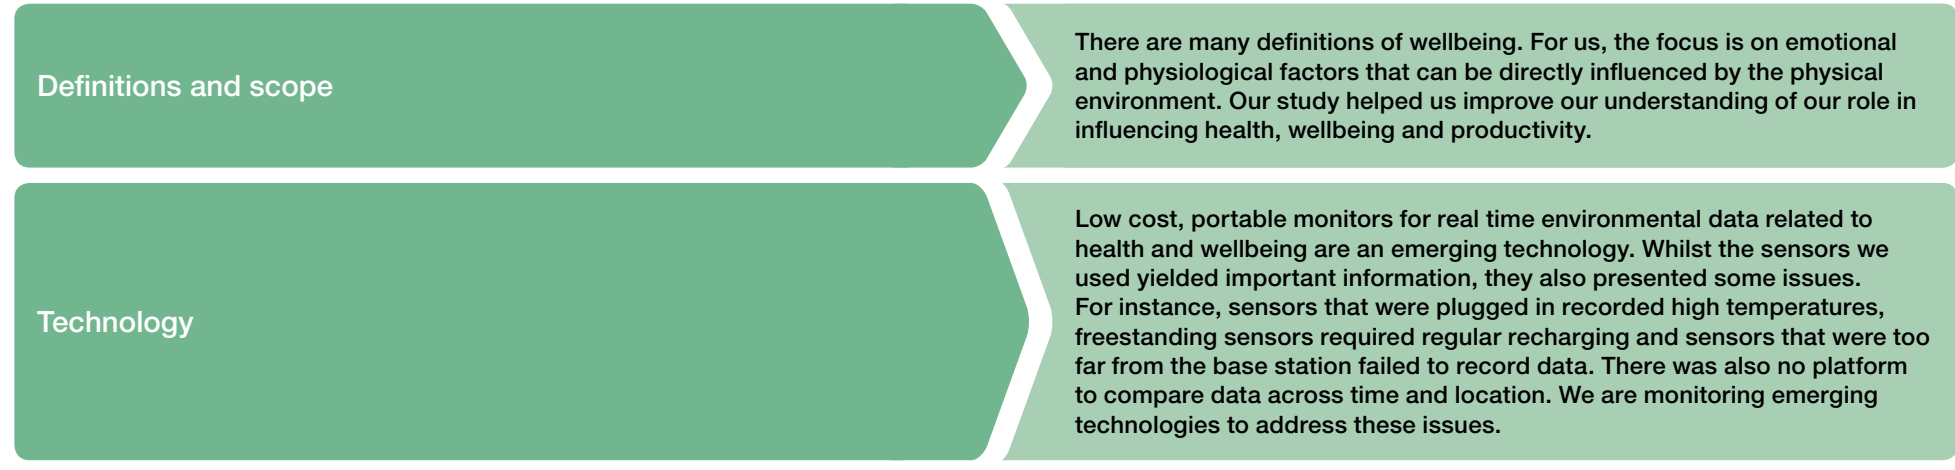 Definitions and scope
There are many definitions of wellbeing. For us, the focus is on emotional
and physiological factors that can be directly influenced by the physical
environment. Our study helped us improve our understanding of our role in
influencing health, wellbeing and productivity.
Technology
Low cost, portable monitors for real time environmental data related to
health and wellbeing are an emerging technology. Whilst the sensors we
used yielded important information, they also presented some issues.
For instance, sensors that were plugged in recorded high temperatures,
freestanding sensors required regular recharging and sensors that were too
far from the base station failed to record data. There was also no platform
to compare data across time and location. We are monitoring emerging
technologies to address these issues.